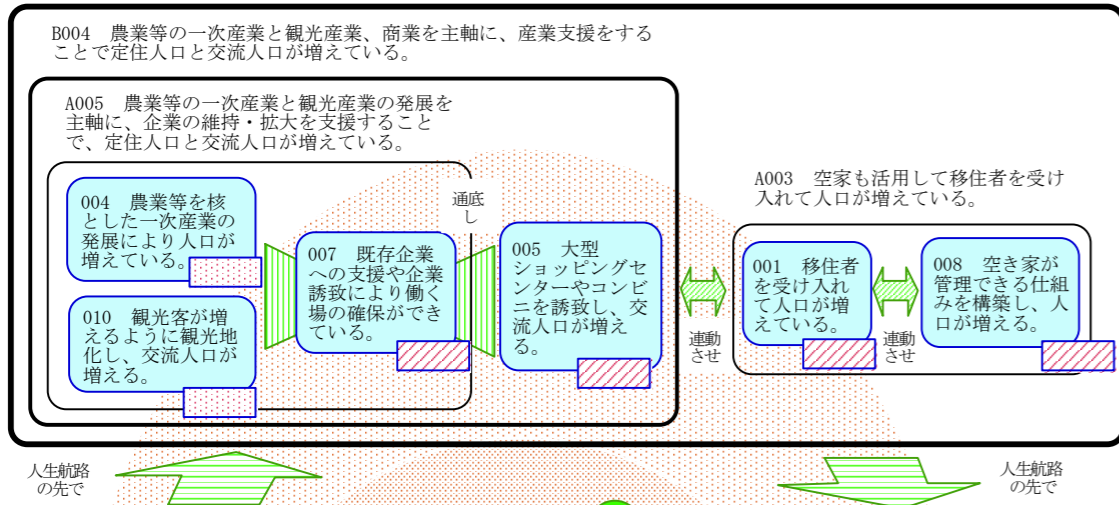 B004 農業等の一次産業と観光産業、商業を主軸に、産業支援をする
ことで定住人口と交流人口が増えている。
A005 農業等の一次産業と観光産業の発展を
主軸に、企業の維持・拡大を支援すること
で、定住人口と交流人口が増えている。
004 農業等を核
とした一次産業の
発展により人口が
増えている。
010 観光客が増
えるように観光地
化し、交流人口が
増える。
007 既存企業
への支援や企業
誘致により働く
場の確保ができ
ている。
通底
し
005 大型
ショッピングセ
ンターやコンビ
ニを誘致し、交
流人口が増え
る。
連動
させ
A003 空家も活用して移住者を受け
入れて人口が増えている。
001 移住者
を受け入れ
て人口が増
えている。
連動
させ
008 空き家が
管理できる仕組
みを構築し、人
口が増える。
人生航路
の先で
人生航路
の先で